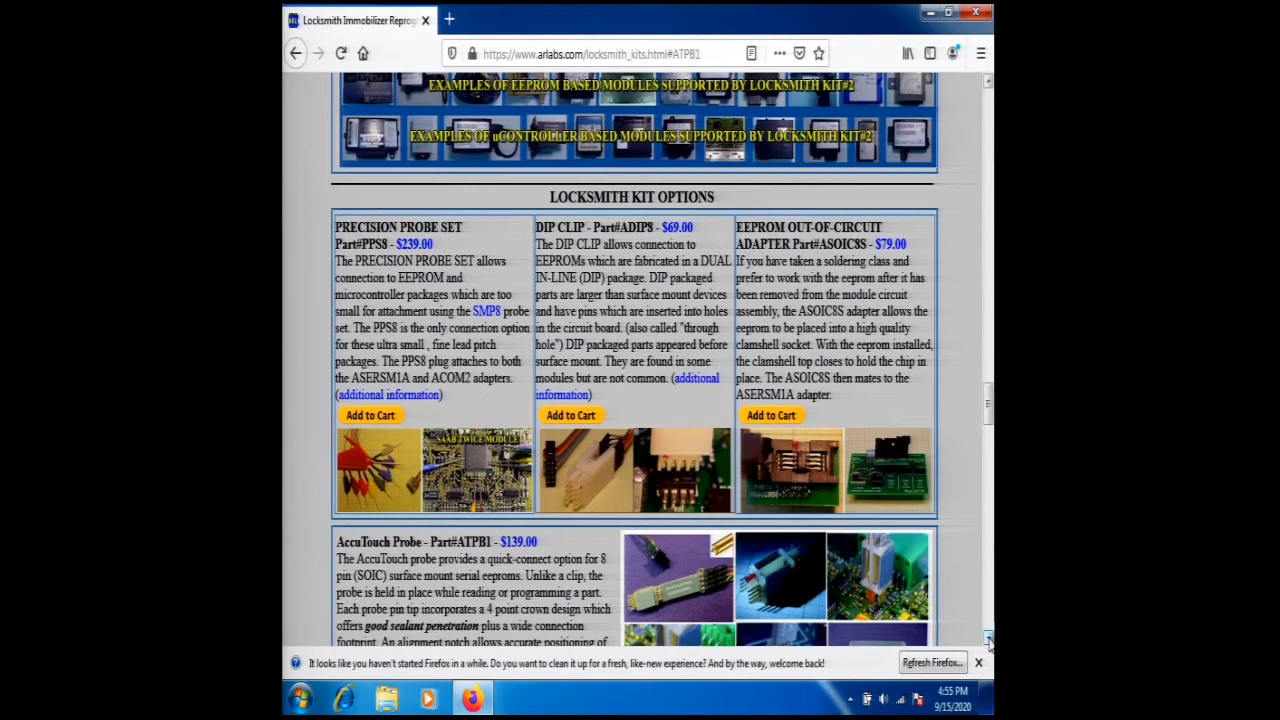 Locksmith Immobilizer Reprogr
https://www.arlabs.com/locksmith_kits.html#ATPB1
EXAMPLES OF EEPROM BASED MODULES SUPPORTED BY LOCKSMITH KIT#2
EXAMPLES OF uCONTROLLER BASED MODULES SUPPORTED BY LOCKSMITH KIT#2
LOCKSMITH KIT OPTIONS
PRECISION PROBE SET
Part#PPS8 - $239.00
The PRECISION PROBE SET allows
connection to EEPROM and
microcontroller packages which are too
small for attachment using the SMP8 probe
set. The PPS8 is the only connection option
for these ultra small , fine lead pitch
packages. The PPS8 plug attaches to both
the ASERSM1A and ACOM2 adapters.
(additional information)
Add to Cart
SAAB TWICE MODULE
DIP CLIP - Part#ADIP8 - $69.00
The DIP CLIP allows connection to
EEPROMs which are fabricated in a DUAL
IN-LINE (DIP) package. DIP packaged
parts are larger than surface mount devices
and have pins which are inserted into holes
in the circuit board. (also called "through
hole") DIP packaged parts appeared before
surface mount. They are found in some
modules but are not common. (additional
information)
Add to Cart
EEPROM OUT-OF-CIRCUIT
ADAPTER Part#ASOIC8S - $79.00
If you have taken a soldering class and
prefer to work with the eeprom after it has
been removed from the module circuit
assembly, the ASOIC8S adapter allows the
eeprom to be placed into a high quality
clamshell socket. With the eeprom installed,
the clamshell top closes to hold the chip in
place. The ASOIC8S then mates to the
ASERSM1A adapter.
Add to Cart
AccuTouch Probe - Part#ATPB1 - $139.00
The AccuTouch probe provides a quick-connect option for 8
pin (SOIC) surface mount serial eeproms. Unlike a clip, the
probe is held in place while reading or programming a part.
Each probe pin tip incorporates a 4 point crown design which
offers good sealant penetration plus a wide connection
footprint. An alignment notch allows accurate positioning of
It looks like you haven't started Firefox in a while. Do you want to clean it up for a fresh, like-new experience? And by the way, welcome back!
Refresh Firefox...
4:55 PM
9/15/2020